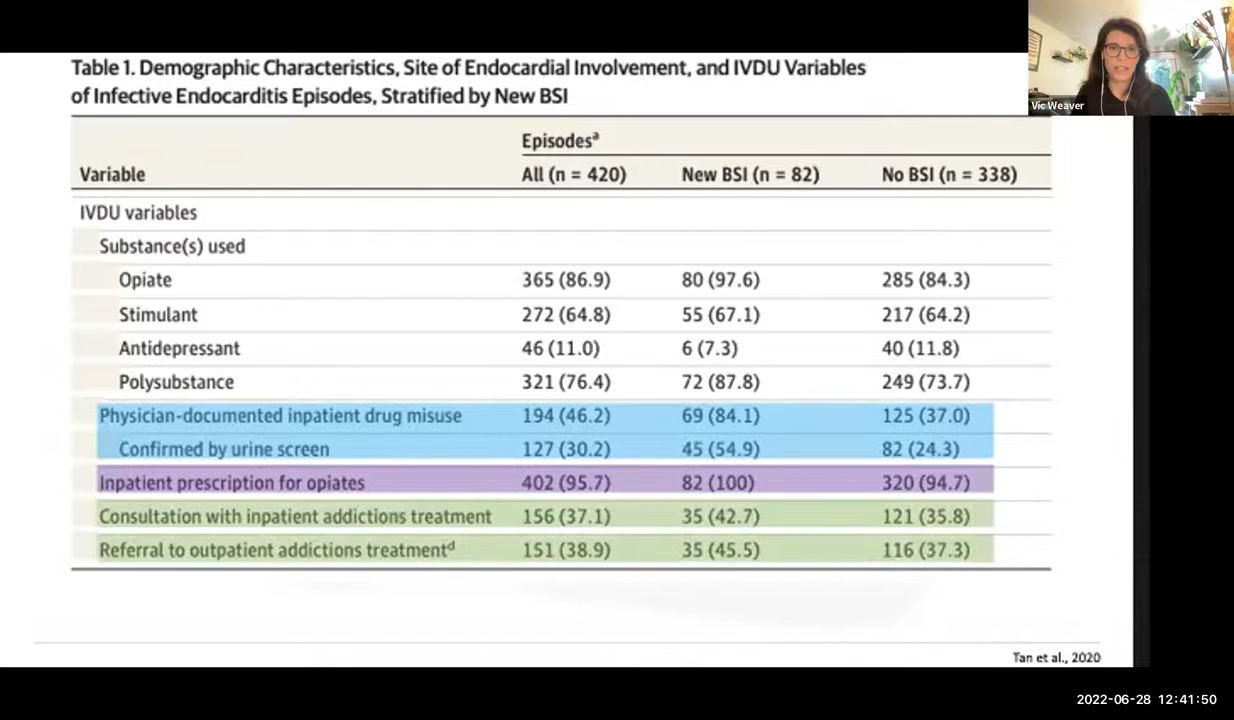 Table 1. Demographic Characteristics, Site of Endocardial Involvement, and IVDU Variables
of Infective Endocarditis Episodes, Stratified by New BSI
Vic Weaver
Episodesᵃ
Variable All (n = 420) New BSI (n = 82) No BSI (n = 338)
IVDU variables
Substance(s) used
Opiate 365 (86.9) 80 (97.6) 285 (84.3)
Stimulant 272 (64.8) 55 (67.1) 217 (64.2)
Antidepressant 46 (11.0) 6 (7.3) 40 (11.8)
Polysubstance 321 (76.4) 72 (87.8) 249 (73.7)
Physician-documented inpatient drug misuse 194 (46.2) 69 (84.1) 125 (37.0)
Confirmed by urine screen 127 (30.2) 45 (54.9) 82 (24.3)
Inpatient prescription for opiates 402 (95.7) 82 (100) 320 (94.7)
Consultation with inpatient addictions treatment 156 (37.1) 35 (42.7) 121 (35.8)
Referral to outpatient addictions treatmentᵈ 151 (38.9) 35 (45.5) 116 (37.3)
Tan et al., 2020
2022-06-28 12:41:50